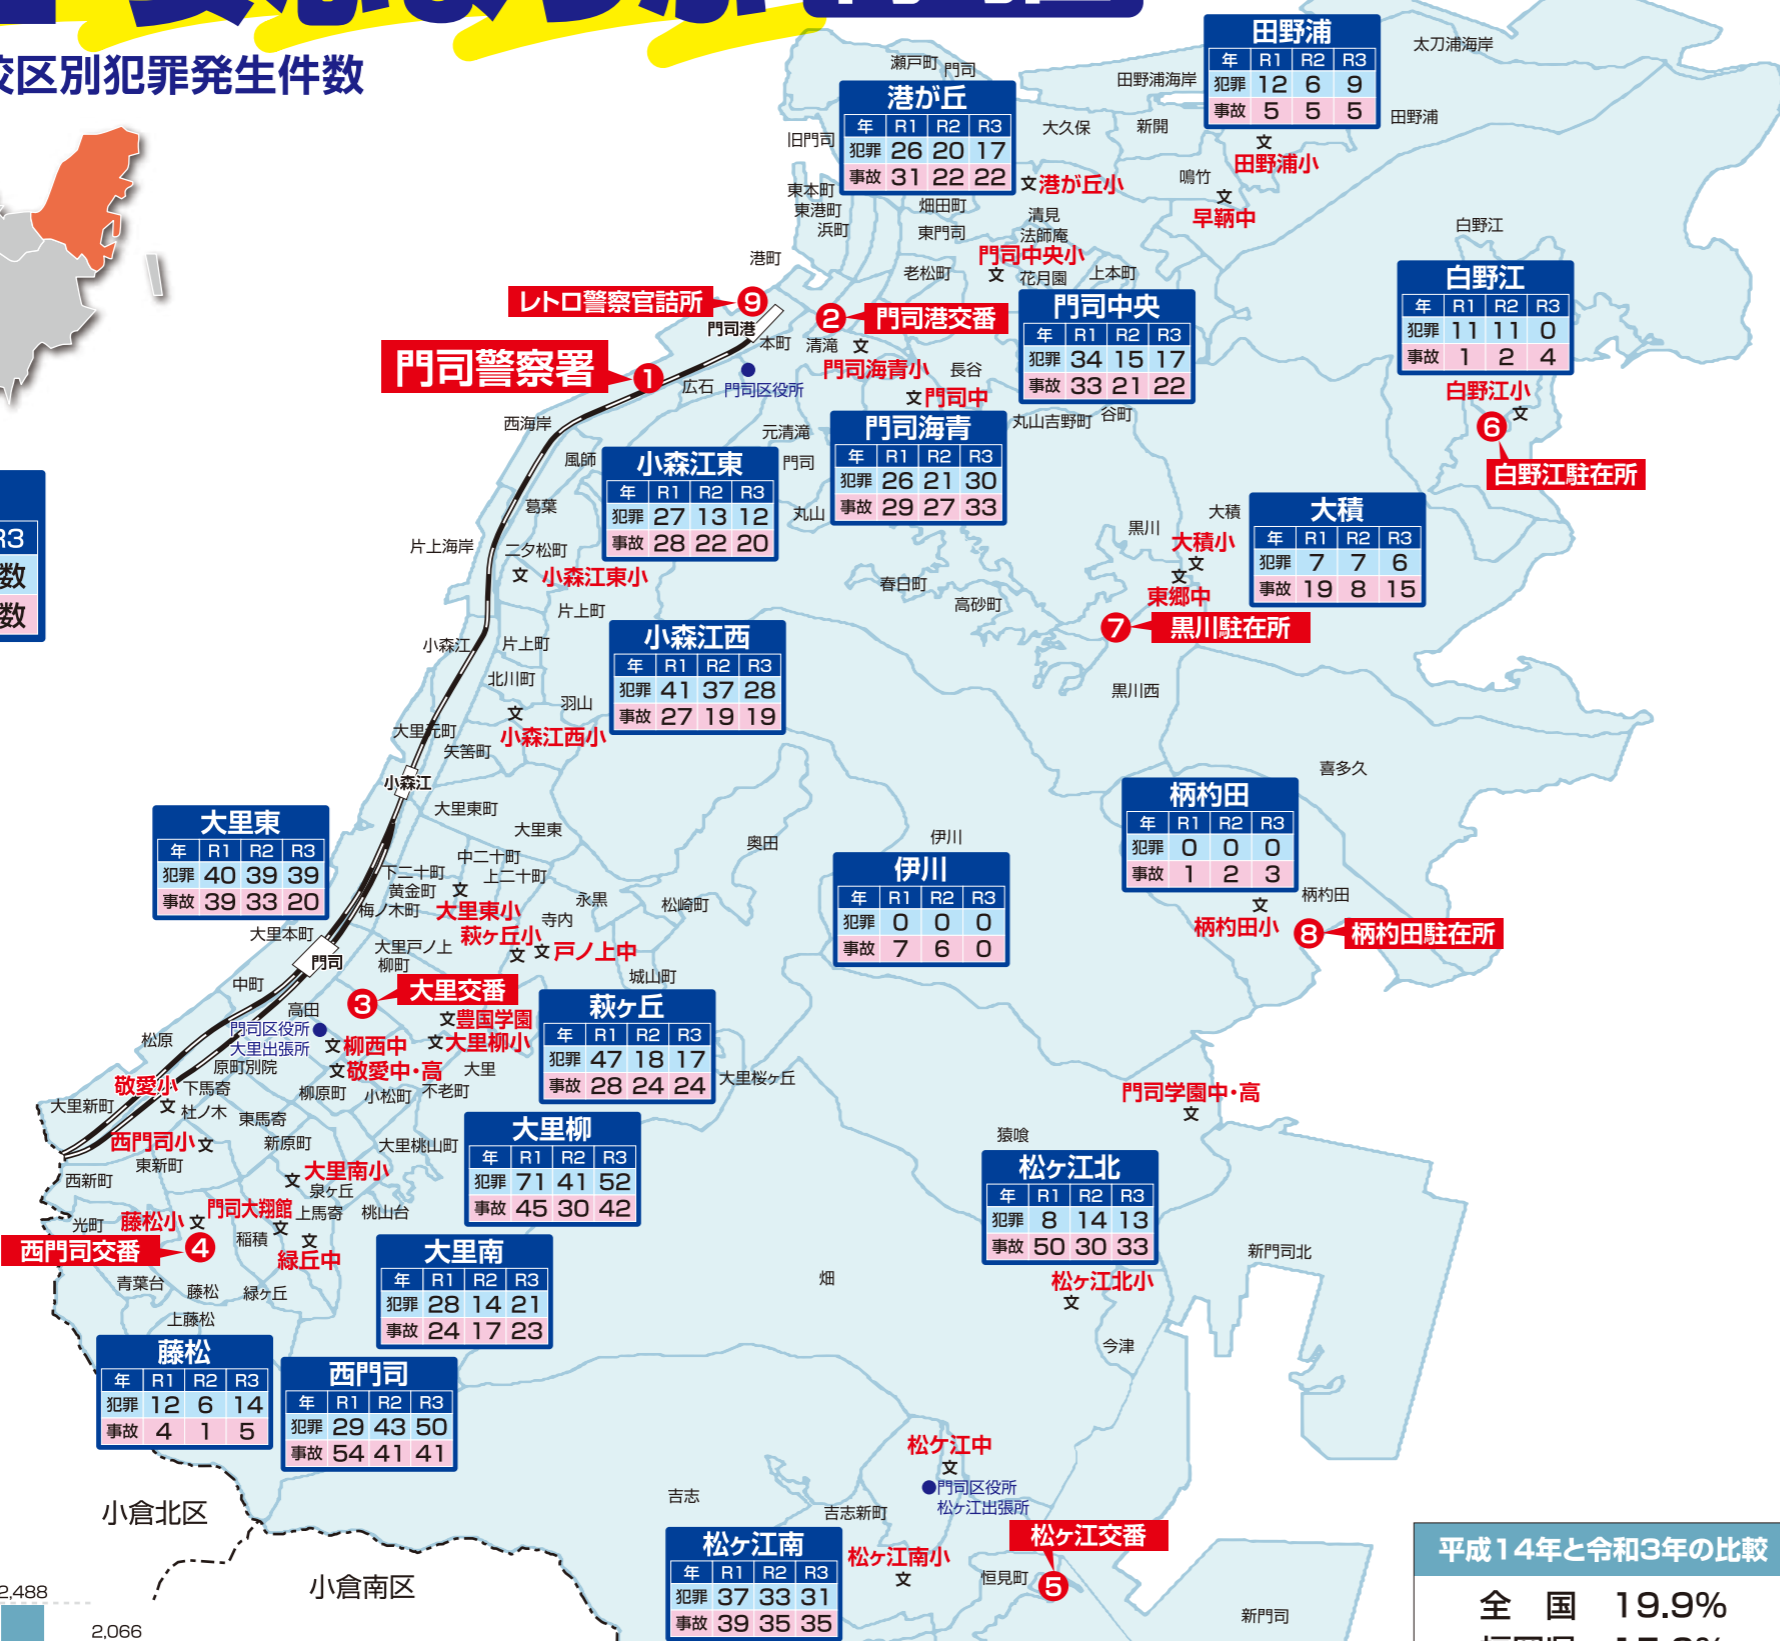 校区別犯罪発生件数
田野浦
年 R1 R2 R3
犯罪 12 6 9
事故 5 5 5
太刀浦海岸
瀬戸町
門司
田野浦海岸
港が丘
年 R1 R2 R3
犯罪 26 20 17
事故 31 22 22
旧門司
大久保
新開
田野浦
文
田野浦小
文港が丘小
鳴竹
文
早鞆中
東本町
東港町
浜町
畑田町
東門司
清見
法師庵
門司中央小
文
花月園
上本町
老松町
港町
白野江
白野江
年 R1 R2 R3
犯罪 11 11 0
事故 1 2 4
白野江小
文
6
白野江駐在所
レトロ警察官詰所 9
門司港
2 門司港交番
本町
清滝
文
門司海青小
長谷
文門司中
門司中央
年 R1 R2 R3
犯罪 34 15 17
事故 33 21 22
門司警察署 1
広石
門司区役所
丸山吉野町
谷町
西海岸
元清滝
風師
門司
小森江東
年 R1 R2 R3
犯罪 27 13 12
事故 28 22 20
門司海青
年 R1 R2 R3
犯罪 26 21 30
事故 29 27 33
葛葉
丸山
片上海岸
二夕松町
文 小森江東小
R3
数
数
黒川
大積
大積小
文
文
東郷中
大積
年 R1 R2 R3
犯罪 7 7 6
事故 19 8 15
春日町
高砂町
7 黒川駐在所
片上町
小森江
片上町
小森江西
年 R1 R2 R3
犯罪 41 37 28
事故 27 19 19
北川町
羽山
文
小森江西小
黒川西
大里元町
矢筈町
小森江
喜多久
大里東
年 R1 R2 R3
犯罪 40 39 39
事故 39 33 20
大里東町
大里東
奥田
伊川
柄杓田
年 R1 R2 R3
犯罪 0 0 0
事故 1 2 3
中二十町
下二十町
上二十町
黄金町
文
梅ノ木町
大里東小
永黒
寺内
松崎町
伊川
年 R1 R2 R3
犯罪 0 0 0
事故 7 6 0
柄杓田
文
柄杓田小
8 柄杓田駐在所
大里本町
萩ヶ丘小
文
文 戸ノ上中
大里戸ノ上
柳町
門司
城山町
中町
3 大里交番
高田
門司区役所
大里出張所
文豊国学園
文大里柳小
文柳西中
文敬愛中・高
萩ヶ丘
年 R1 R2 R3
犯罪 47 18 17
事故 28 24 24
大里桜ヶ丘
松原
原町別院
大里
敬愛小
文
下馬寄
柳原町
小松町
不老町
大里新町
杜ノ木
東馬寄
門司学園中・高
文
西門司小文
東新町
新原町
大里桃山町
大里柳
年 R1 R2 R3
犯罪 71 41 52
事故 45 30 42
猿喰
西新町
文 大里南小
泉ヶ丘
松ヶ江北
年 R1 R2 R3
犯罪 8 14 13
事故 50 30 33
松ヶ江北小
文
光町
藤松小 文
門司大翔館
文
上馬寄
桃山台
西門司交番 4
稲積
文
緑丘中
大里南
年 R1 R2 R3
犯罪 28 14 21
事故 24 17 23
新門司北
畑
青葉台
藤松
緑ヶ丘
上藤松
今津
藤松
年 R1 R2 R3
犯罪 12 6 14
事故 4 1 5
西門司
年 R1 R2 R3
犯罪 29 43 50
事故 54 41 41
松ケ江中
文
門司区役所
松ヶ江出張所
吉志
吉志新町
小倉北区
小倉南区
松ヶ江南
年 R1 R2 R3
犯罪 37 33 31
事故 39 35 35
松ヶ江南小
文
松ヶ江交番
5
恒見町
新門司
2,488
2,066
平成14年と令和3年の比較
全 国 19.9%